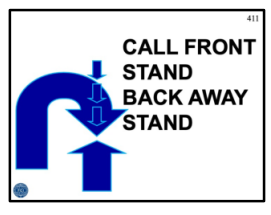 411
CALL FRONT
STAND
BACK AWAY
STAND